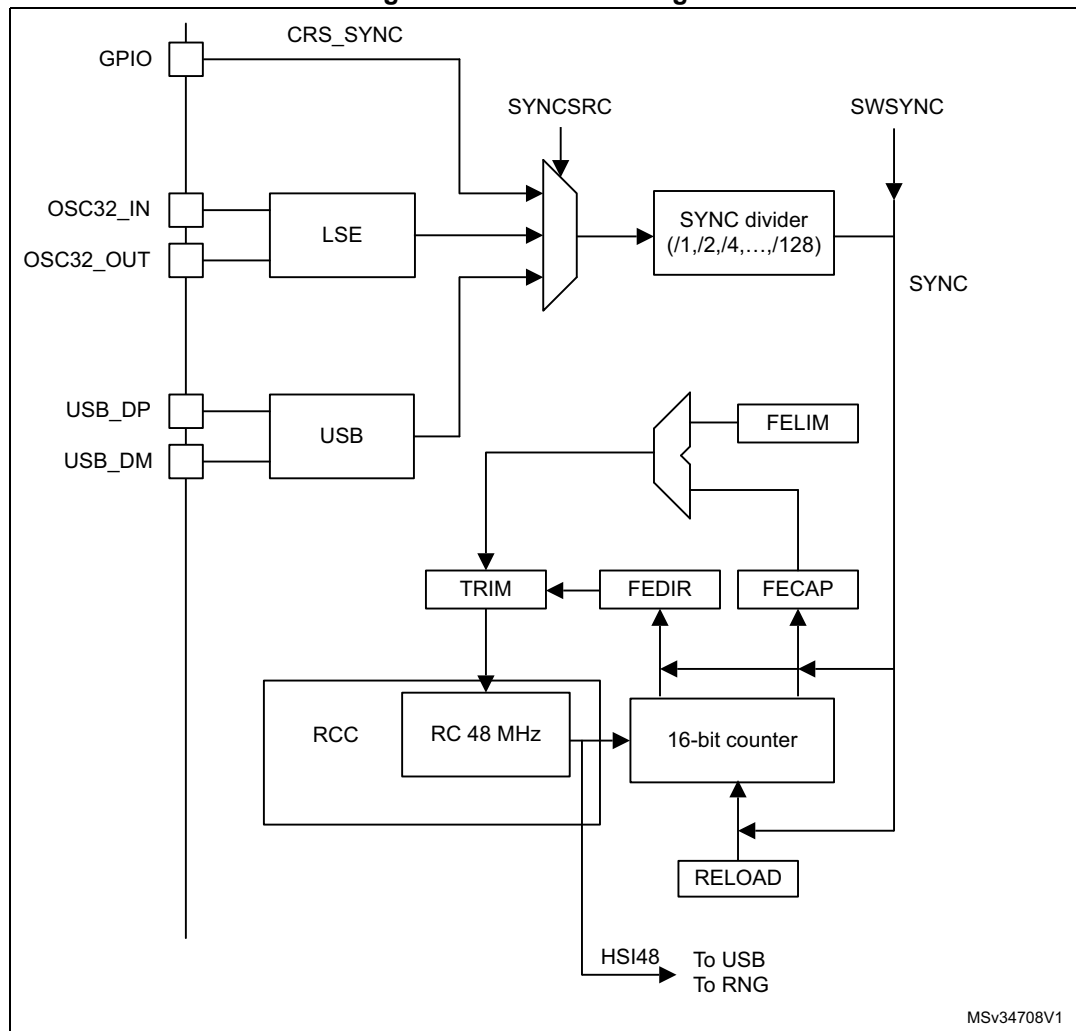 CRS_SYNC
GPIO
SYNCSRC
SWSYNC
OSC32_IN
LSE
SYNC divider
(/1,/2,/4,…,/128)
OSC32_OUT
SYNC
USB_DP
USB
FELIM
USB_DM
TRIM
FEDIR
FECAP
RCC
RC 48 MHz
16-bit counter
RELOAD
HSI48
To USB
To RNG
MSv34708V1